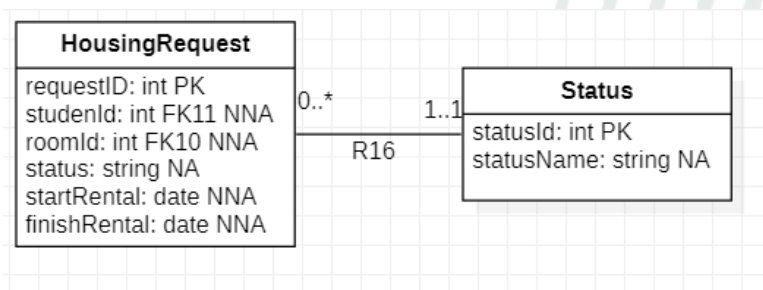 HousingRequest
requestID: int PK
studenId: int FK11 NNA
roomId: int FK10 NNA
status: string NA
startRental: date NNA
finishRental: date NNA
0..*
1..1
R16
Status
statusId: int PK
statusName: string NA